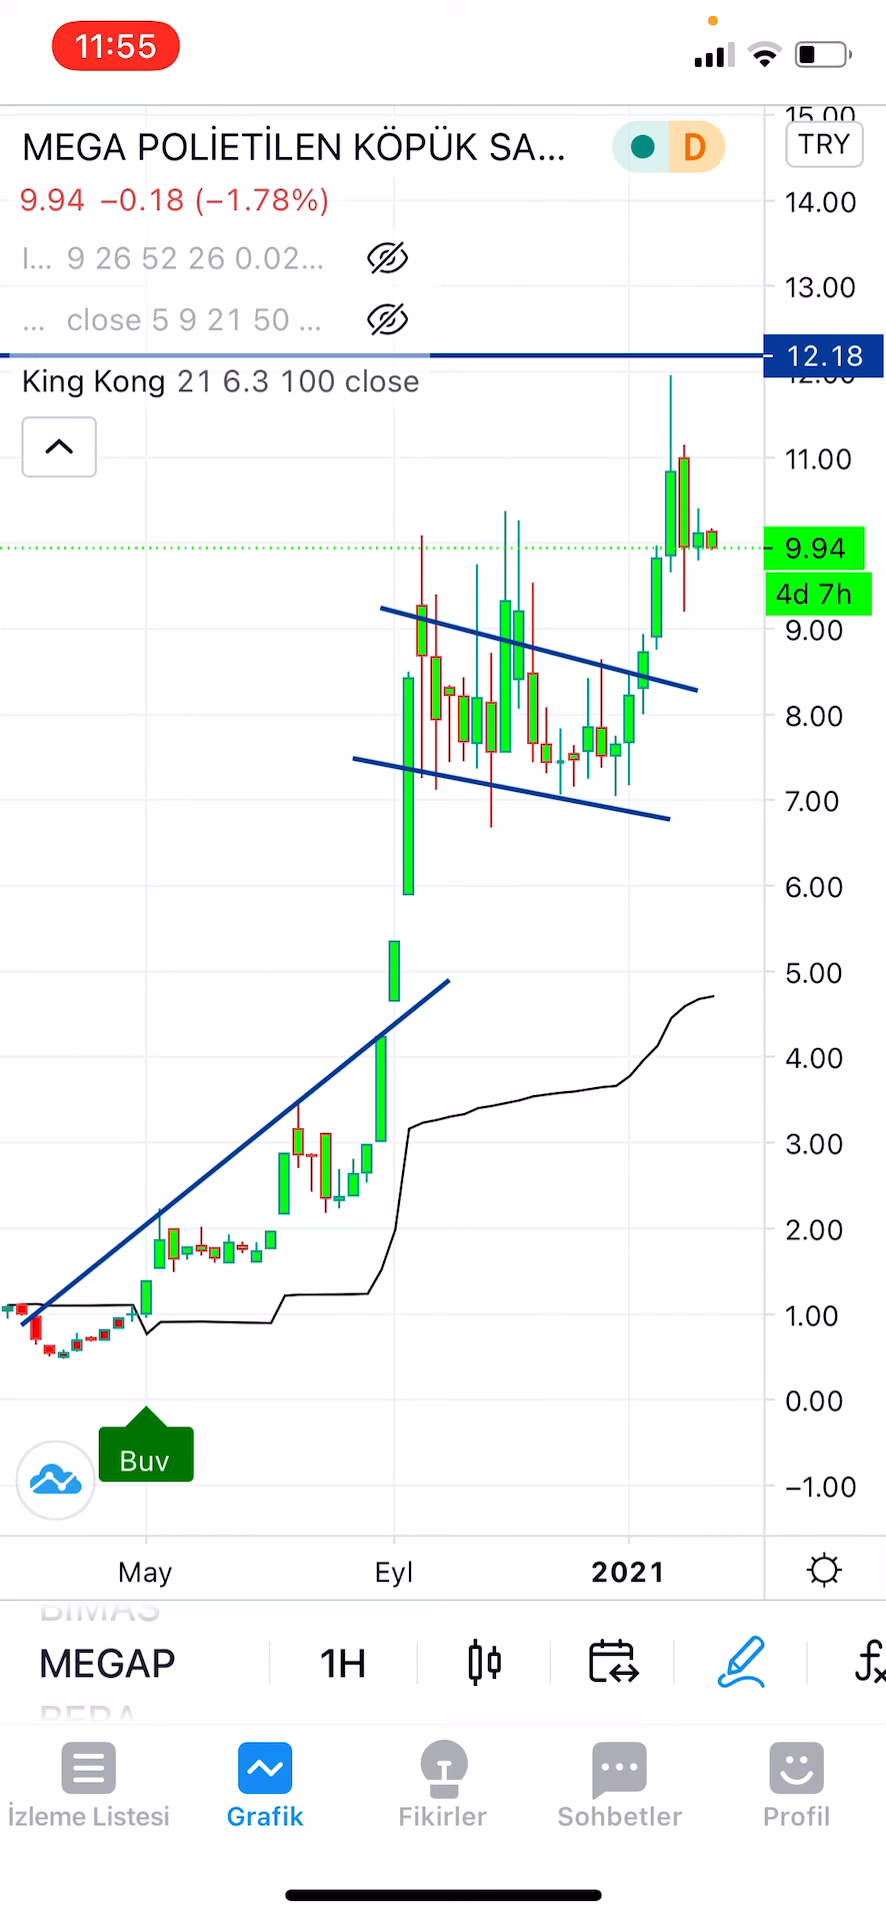 11:55
MEGA POLİETİLEN KÖPÜK SA...
D
TRY
9.94 −0.18 (−1.78%)
I... 9 26 52 26 0.02...
... close 5 9 21 50 ...
King Kong 21 6.3 100 close
15.00
14.00
13.00
12.18
12.00
11.00
9.94
4d 7h
9.00
8.00
7.00
6.00
5.00
4.00
3.00
2.00
1.00
0.00
−1.00
Buy
May Eyl 2021
BIMAS
MEGAP 1H
İzleme Listesi Grafik Fikirler Sohbetler Profil